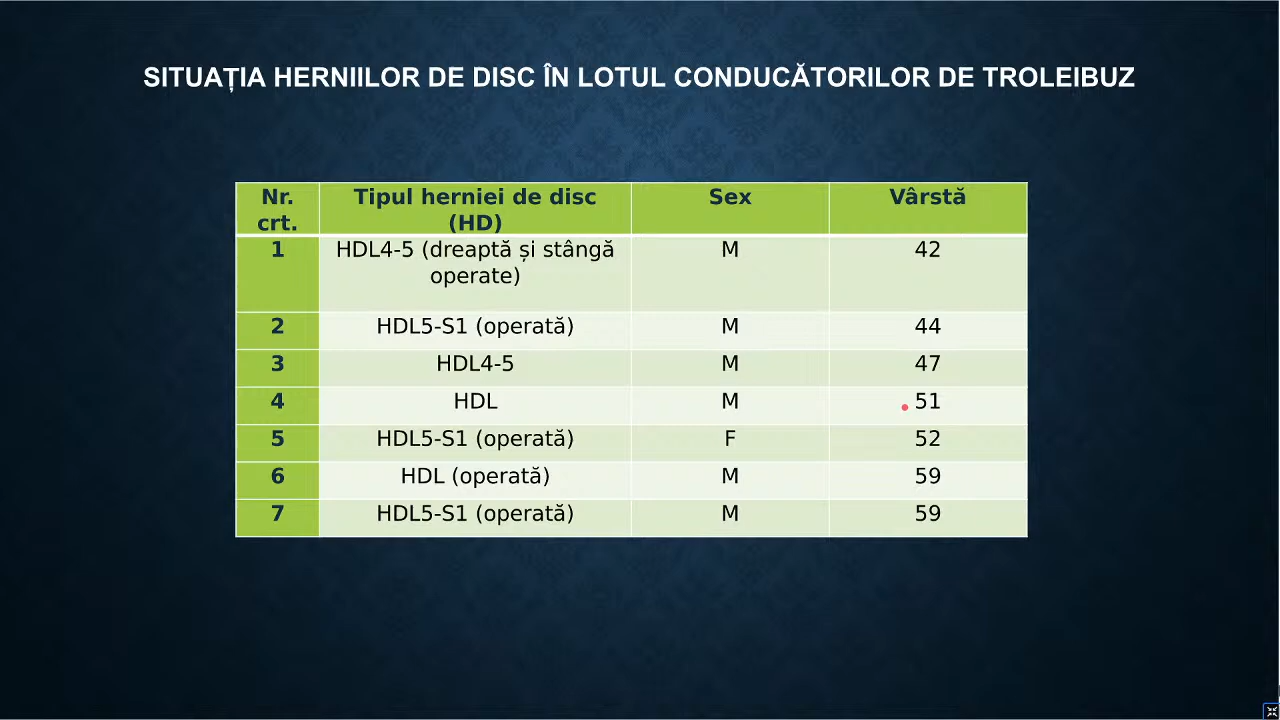 SITUAȚIA HERNIILOR DE DISC ÎN LOTUL CONDUCĂTORILOR DE TROLEIBUZ
Nr. crt. Tipul herniei de disc (HD) Sex Vârstă
1 HDL4-5 (dreaptă și stângă operate) M 42
2 HDL5-S1 (operată) M 44
3 HDL4-5 M 47
4 HDL M 51
5 HDL5-S1 (operată) F 52
6 HDL (operată) M 59
7 HDL5-S1 (operată) M 59